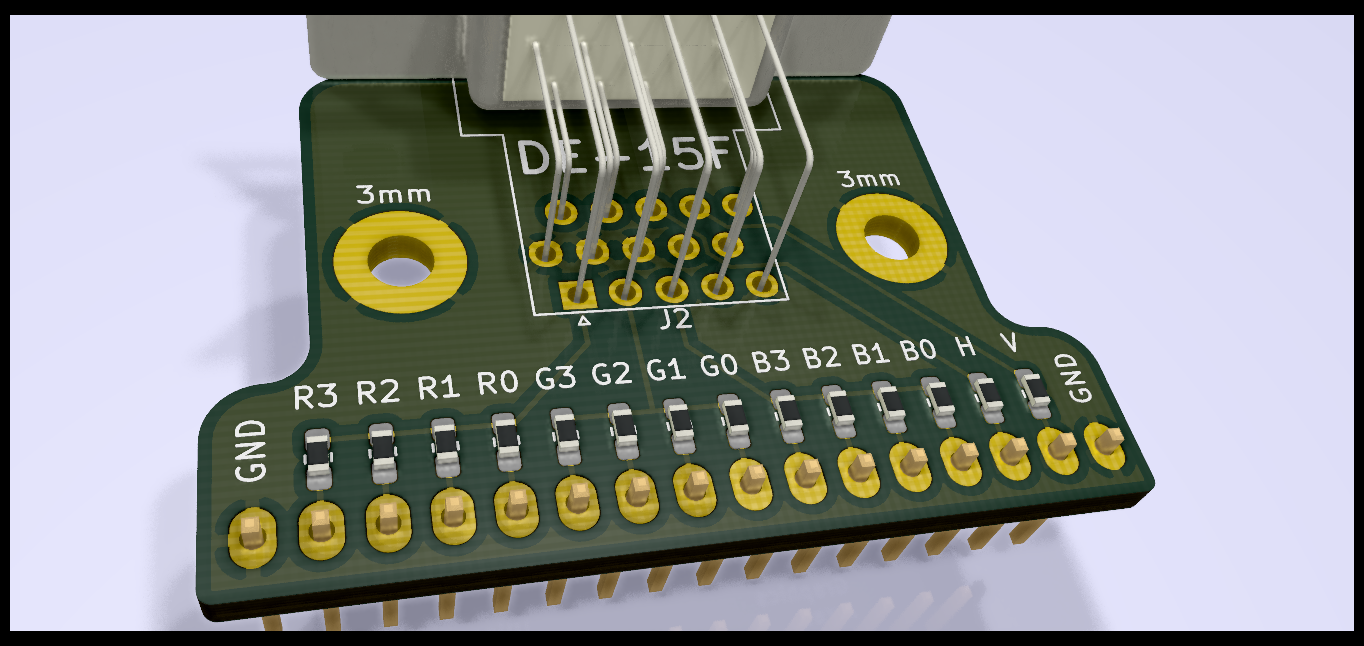 DE-15F
3mm
3mm
J2
GND R3 R2 R1 R0 G3 G2 G1 G0 B3 B2 B1 B0 H V GND